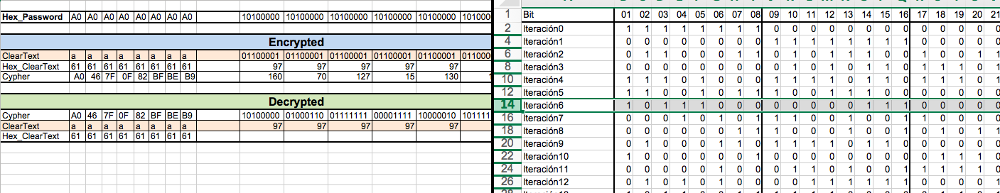 Hex_Password A0 A0 A0 A0 A0 A0 A0 A0 10100000 10100000 10100000 10100000 10100000
Encrypted
ClearText a a a a a a a a 01100001 01100001 01100001 01100001 01100001
Hex_ClearText 61 61 61 61 61 61 61 61 97 97 97 97 97
Cypher A0 46 7F 0F 82 BF BE B9 160 70 127 15 130
Decrypted
Cypher A0 46 7F 0F 82 BF BE B9 10100000 01000110 01111111 00001111 10000010
ClearText a a a a a a a a 97 97 97 97 97
Hex_ClearText 61 61 61 61 61 61 61 61
1 Bit 01 02 03 04 05 06 07 08 09 10 11 12 13 14 15 16 17 18 19 20 21
2 Iteración0 1 1 1 1 1 1 1 1 0 0 0 0 0 0 0 0 0 0 0 0 0
4 Iteración1 0 0 0 0 0 0 0 0 1 1 1 1 1 1 1 1 0 0 0 0 0
6 Iteración2 0 1 1 0 0 0 1 1 0 1 1 1 1 1 0 0 1 0 0 1 1
8 Iteración3 0 0 0 0 0 0 0 0 1 0 1 0 1 1 0 0 1 1 1 0 1
10 Iteración4 1 1 1 0 1 0 0 0 1 1 1 1 0 1 1 1 0 0 0 0 1
12 Iteración5 1 1 0 0 1 0 1 1 1 0 0 0 1 1 1 0 0 0 0 0 0
14 Iteración6 1 0 1 1 1 0 0 0 0 0 0 0 0 1 1 1 0 0 0 0 0
16 Iteración7 0 0 0 1 0 1 0 1 1 1 0 0 1 0 0 1 1 0 0 0 0
18 Iteración8 0 0 0 0 0 0 1 1 1 0 0 0 1 0 0 1 0 1 0 1 1
20 Iteración9 0 1 0 0 0 1 1 0 0 1 1 1 1 1 1 1 0 0 0 0 1
22 Iteración10 1 0 0 0 0 0 0 1 0 0 0 0 0 0 0 0 0 1 1 1 0
24 Iteración11 0 0 0 0 0 1 0 0 0 1 1 0 1 0 0 1 1 1 1 1 0
26 Iteración12 0 1 0 1 0 1 0 0 0 1 1 1 1 0 1 0 1 0 0 0 1